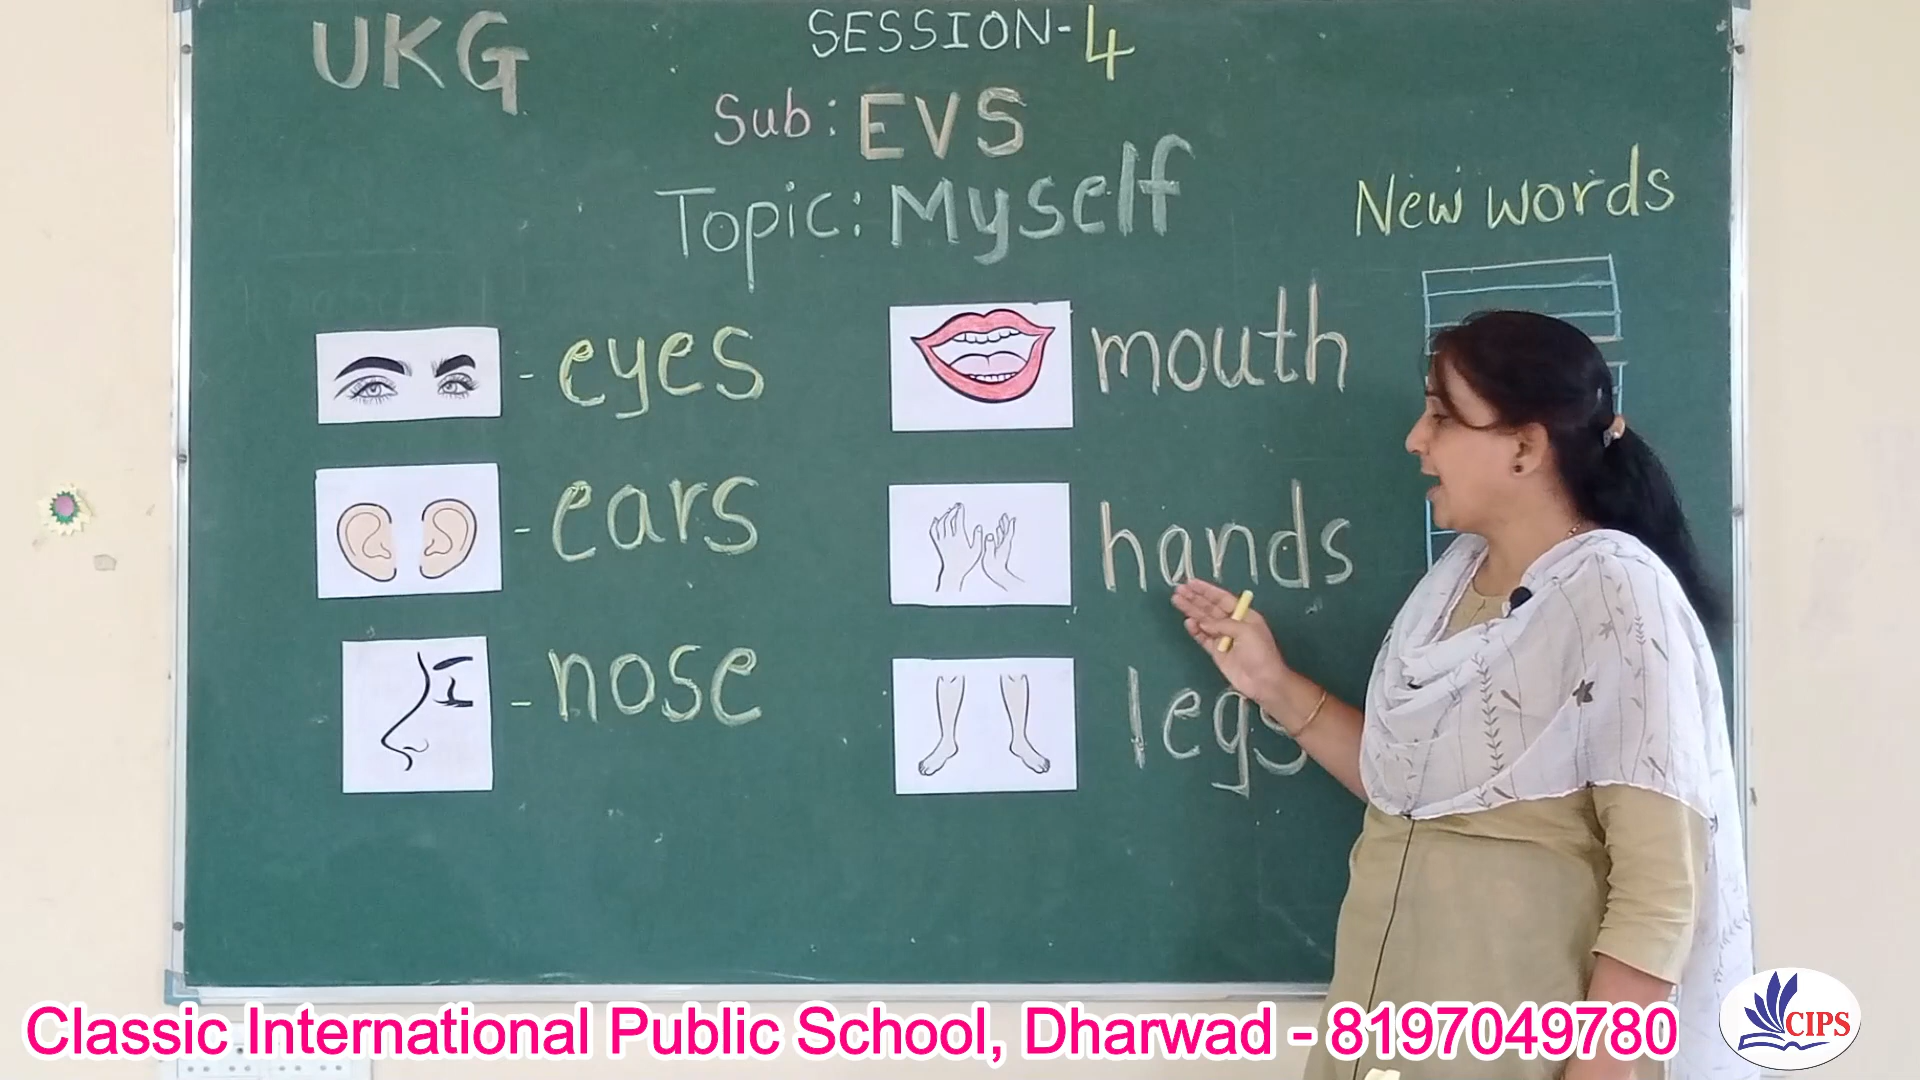 UKG
SESSION-4
Sub: EVS
Topic: Myself
New words
- eyes
mouth
- ears
hands
- nose
legs
Classic International Public School, Dharwad - 8197049780
CIPS